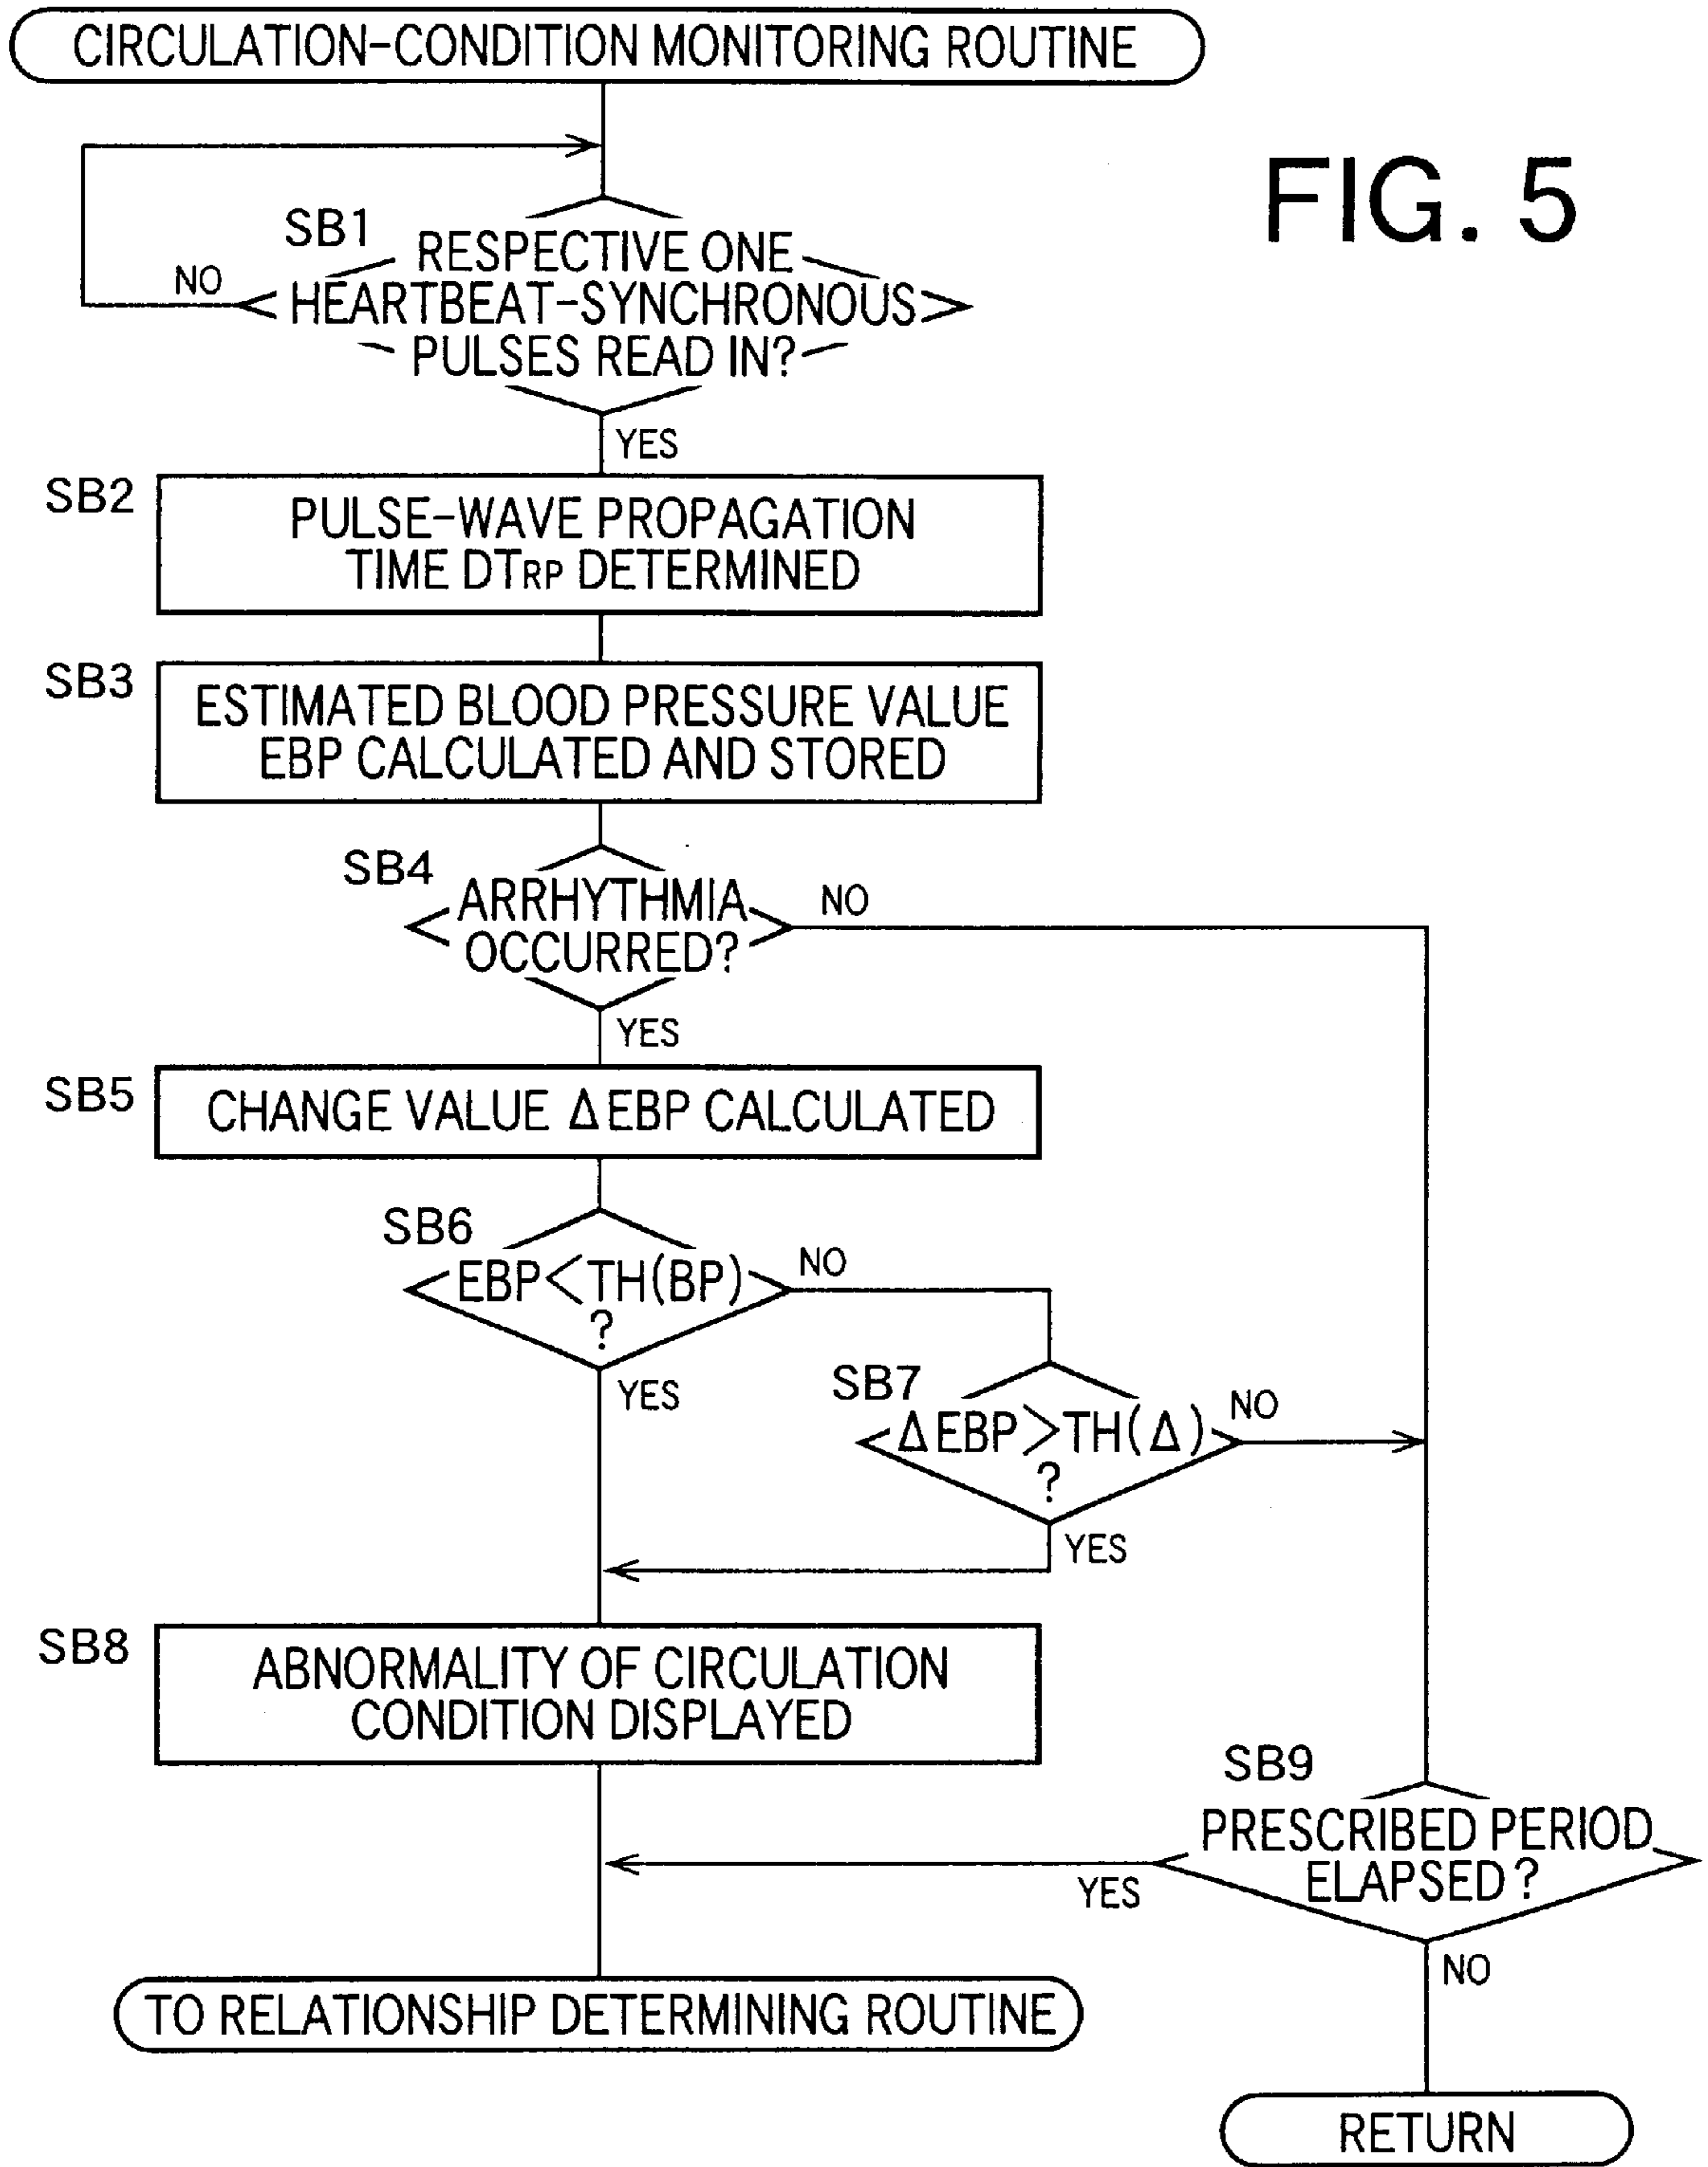 CIRCULATION-CONDITION MONITORING ROUTINE
FIG. 5
SB1
RESPECTIVE ONE
NO
HEARTBEAT-SYNCHRONOUS
PULSES READ IN?
YES
SB2
PULSE-WAVE PROPAGATION
TIME DTRP DETERMINED
SB3
ESTIMATED BLOOD PRESSURE VALUE
EBP CALCULATED AND STORED
SB4
ARRHYTHMIA
OCCURRED?
NO
YES
SB5
CHANGE VALUE ΔEBP CALCULATED
SB6
EBP<TH(BP)
?
NO
YES
SB7
ΔEBP>TH(Δ)
?
NO
YES
SB8
ABNORMALITY OF CIRCULATION
CONDITION DISPLAYED
SB9
PRESCRIBED PERIOD
ELAPSED?
YES
NO
TO RELATIONSHIP DETERMINING ROUTINE
RETURN